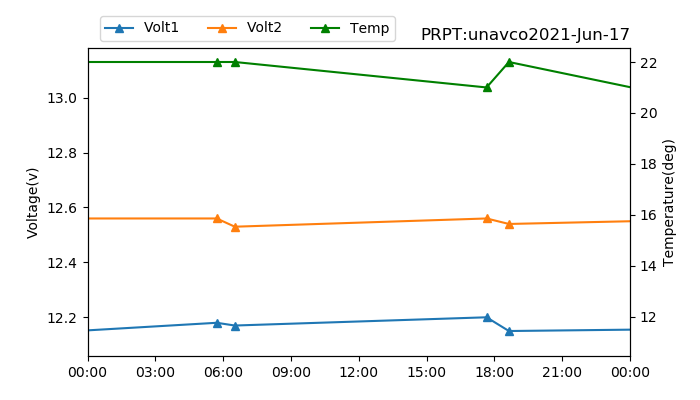 Volt1 Volt2 Temp
PRPT:unavco2021-Jun-17
Voltage(v)
13.0
12.8
12.6
12.4
12.2
22
20
18
16
14
12
Temperature(deg)
00:00 03:00 06:00 09:00 12:00 15:00 18:00 21:00 00:00